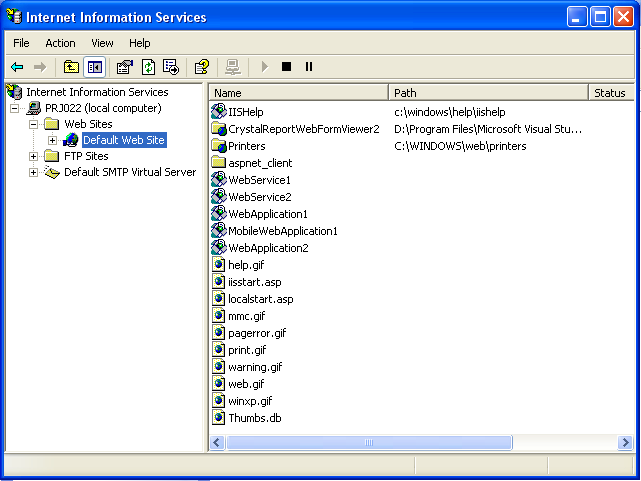 Internet Information Services
File Action View Help
Internet Information Services
PRJ022 (local computer)
Web Sites
Default Web Site
FTP Sites
Default SMTP Virtual Server
Name Path Status
IISHelp c:\windows\help\iishelp
CrystalReportWebFormViewer2 D:\Program Files\Microsoft Visual Stu...
Printers C:\WINDOWS\web\printers
aspnet_client
WebService1
WebService2
WebApplication1
MobileWebApplication1
WebApplication2
help.gif
iisstart.asp
localstart.asp
mmc.gif
pagerror.gif
print.gif
warning.gif
web.gif
winxp.gif
Thumbs.db